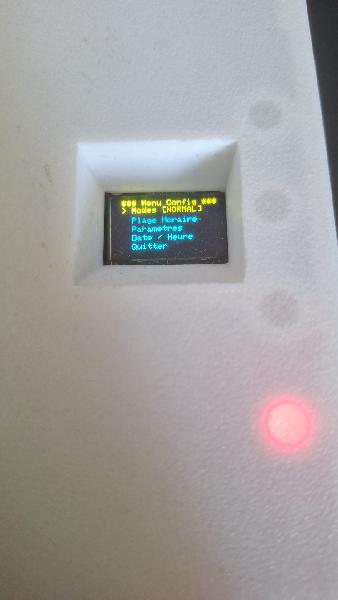 *** Menu Config ***
> Modes [NORMAL]
Plage Horaire
Parametres
Date / Heure
Quitter